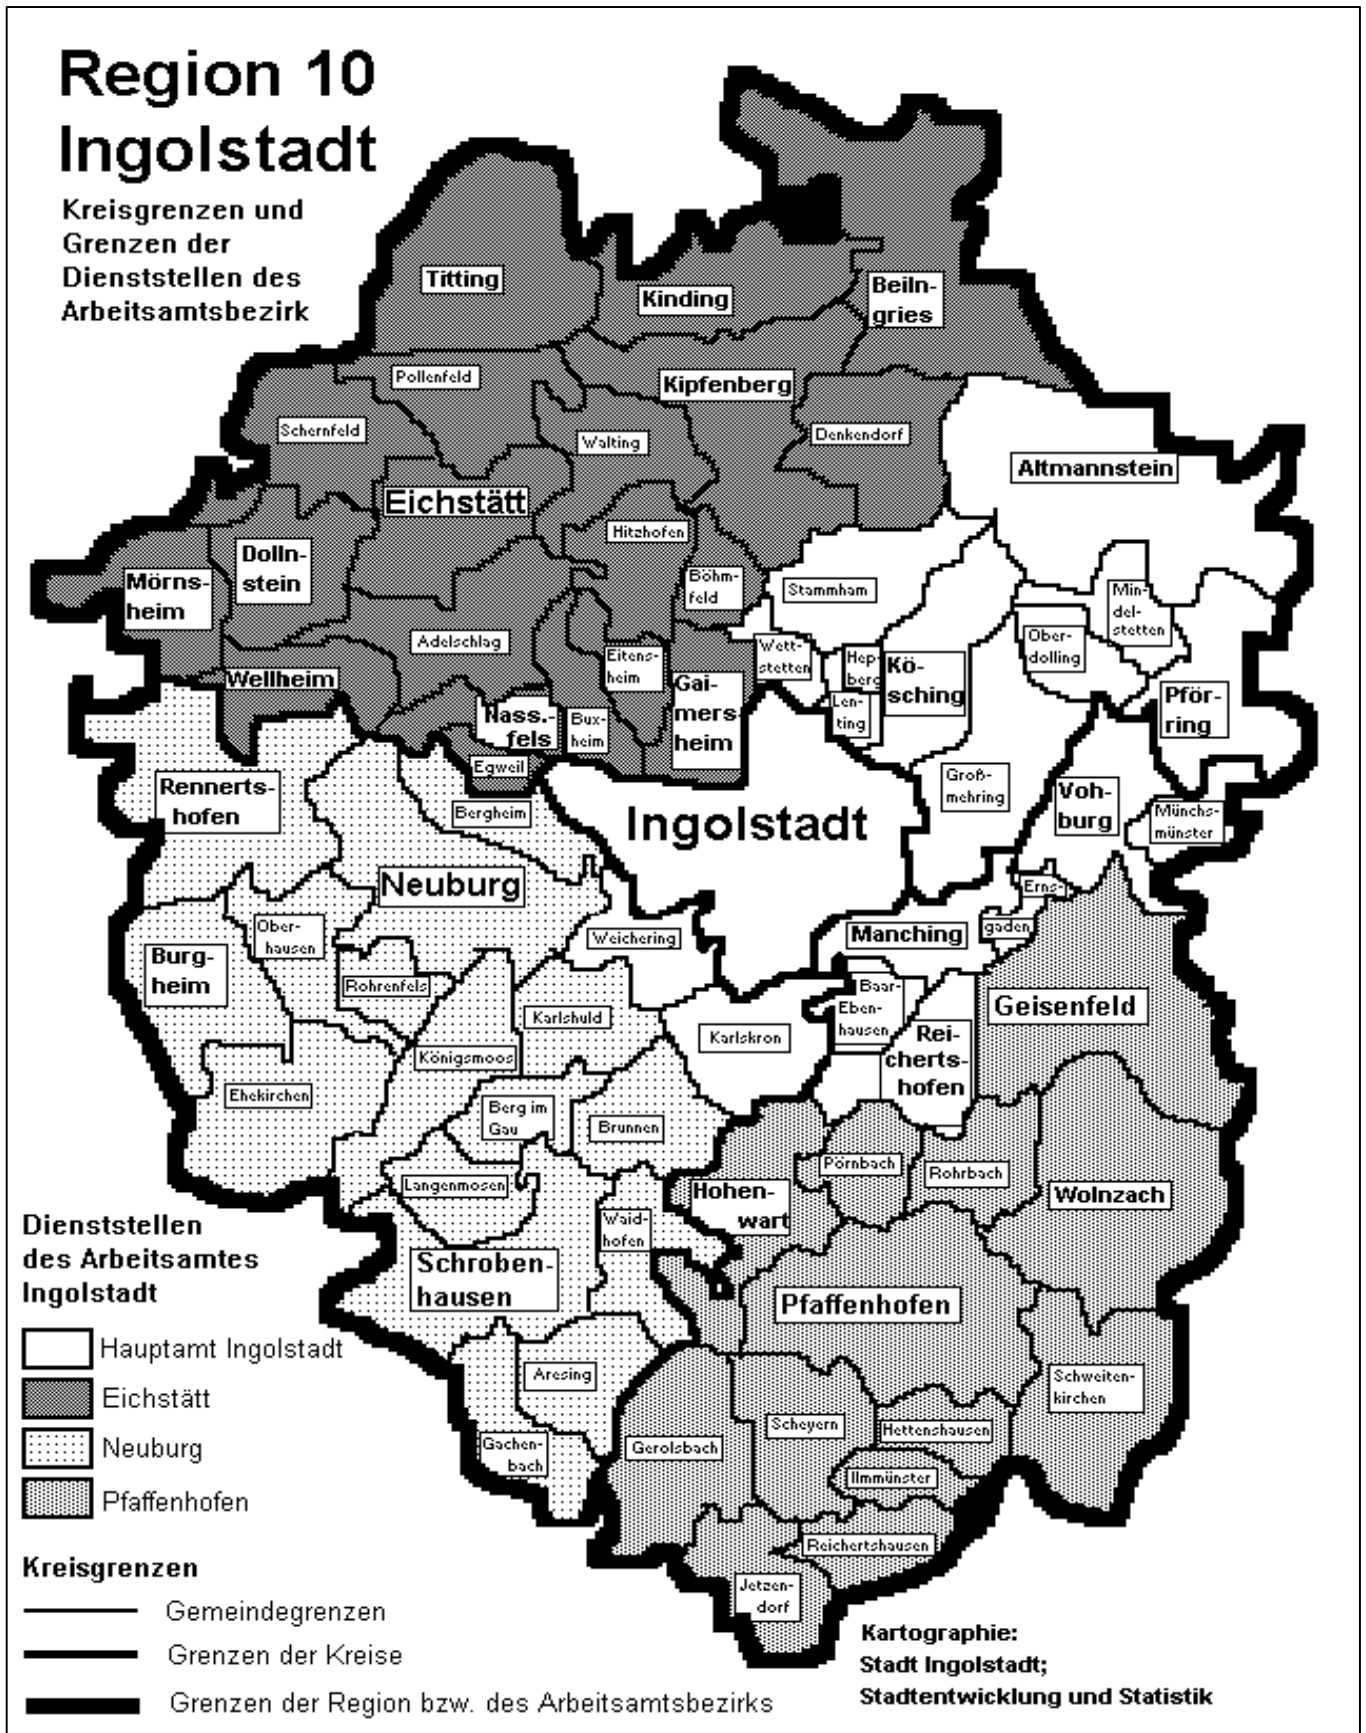 Region 10
Ingolstadt
Kreisgrenzen und
Grenzen der
Dienststellen des
Arbeitsamtsbezirk
Titting
Kinding
Beiln-
gries
Pollenfeld
Kipfenberg
Schernfeld
Walting
Denkendorf
Altmannstein
Eichstätt
Hitzhofen
Dolln-
stein
Mörns-
heim
Böhm-
feld
Stammham
Min-
del-
stetten
Adelschlag
Eitens-
heim
Wett-
stetten
Hep-
berg
Kö-
sching
Ober-
dolling
Wellheim
Gai-
mers-
heim
Len-
ting
Pför-
ring
Nass.-
fels
Bux-
heim
Egweil
Rennerts-
hofen
Bergheim
Ingolstadt
Groß-
mehring
Voh-
burg
Münchs-
münster
Neuburg
Erns-
gaden
Ober-
hausen
Weichering
Manching
Burg-
heim
Rohrenfels
Baar-
Eben-
hausen
Geisenfeld
Karlshuld
Karlskron
Rei-
cherts-
hofen
Königsmoos
Ehekirchen
Berg im
Gau
Brunnen
Pörnbach
Rohrbach
Langenmosen
Hohen-
wart
Wolnzach
Waid-
hofen
Schroben-
hausen
Pfaffenhofen
Aresing
Schweiten-
kirchen
Gachen-
bach
Gerolsbach
Scheyern
Hettenshausen
Ilmmünster
Reichertshausen
Jetzen-
dorf
Dienststellen
des Arbeitsamtes
Ingolstadt
Hauptamt Ingolstadt
Eichstätt
Neuburg
Pfaffenhofen
Kreisgrenzen
Gemeindegrenzen
Grenzen der Kreise
Grenzen der Region bzw. des Arbeitsamtsbezirks
Kartographie:
Stadt Ingolstadt;
Stadtentwicklung und Statistik